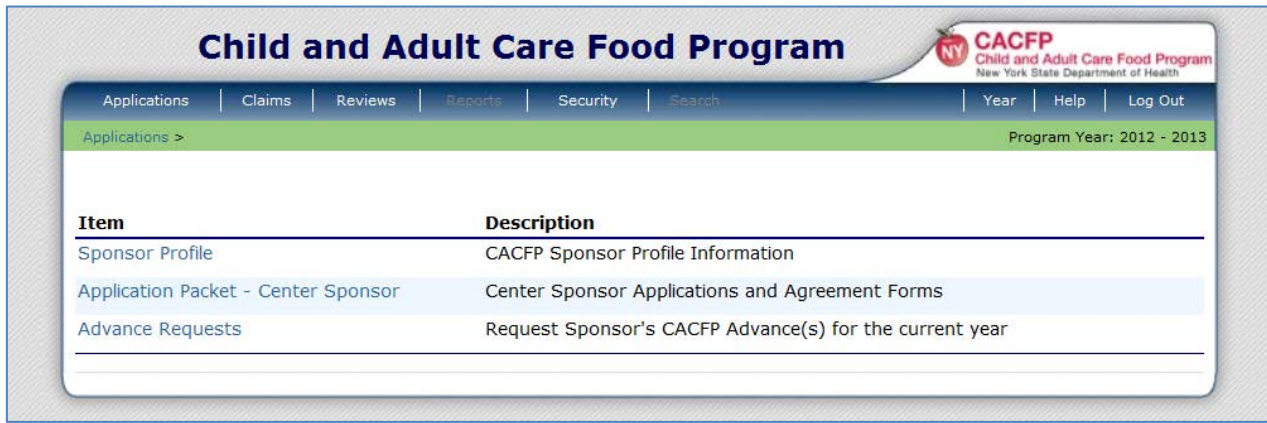 Child and Adult Care Food Program
NY
CACFP
Child and Adult Care Food Program
New York State Department of Health
Applications Claims Reviews Reports Security Search Year Help Log Out
Applications > Program Year: 2012 - 2013
Item Description
Sponsor Profile CACFP Sponsor Profile Information
Application Packet - Center Sponsor Center Sponsor Applications and Agreement Forms
Advance Requests Request Sponsor's CACFP Advance(s) for the current year